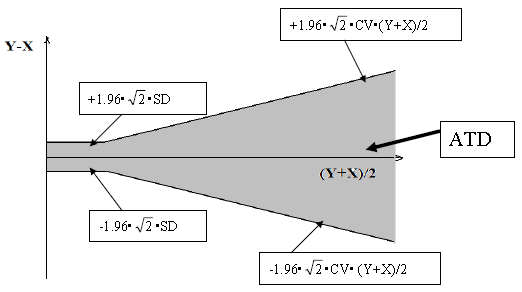 +1.96• √2 •CV•(Y+X)/2
Y-X
+1.96• √2 •SD
ATD
(Y+X)/2
-1.96• √2 •SD
-1.96• √2 •CV• (Y+X)/2